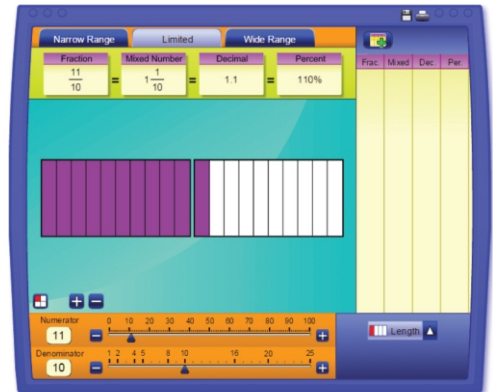 Narrow Range Limited Wide Range
Fraction Mixed Number Decimal Percent
11/10 = 1 1/10 = 1.1 = 110%
Frac. Mixed Dec. Per.
Numerator 0 10 20 30 40 50 60 70 80 90 100
11
Denominator 1 2 4 5 8 10 16 20 25
10
Length